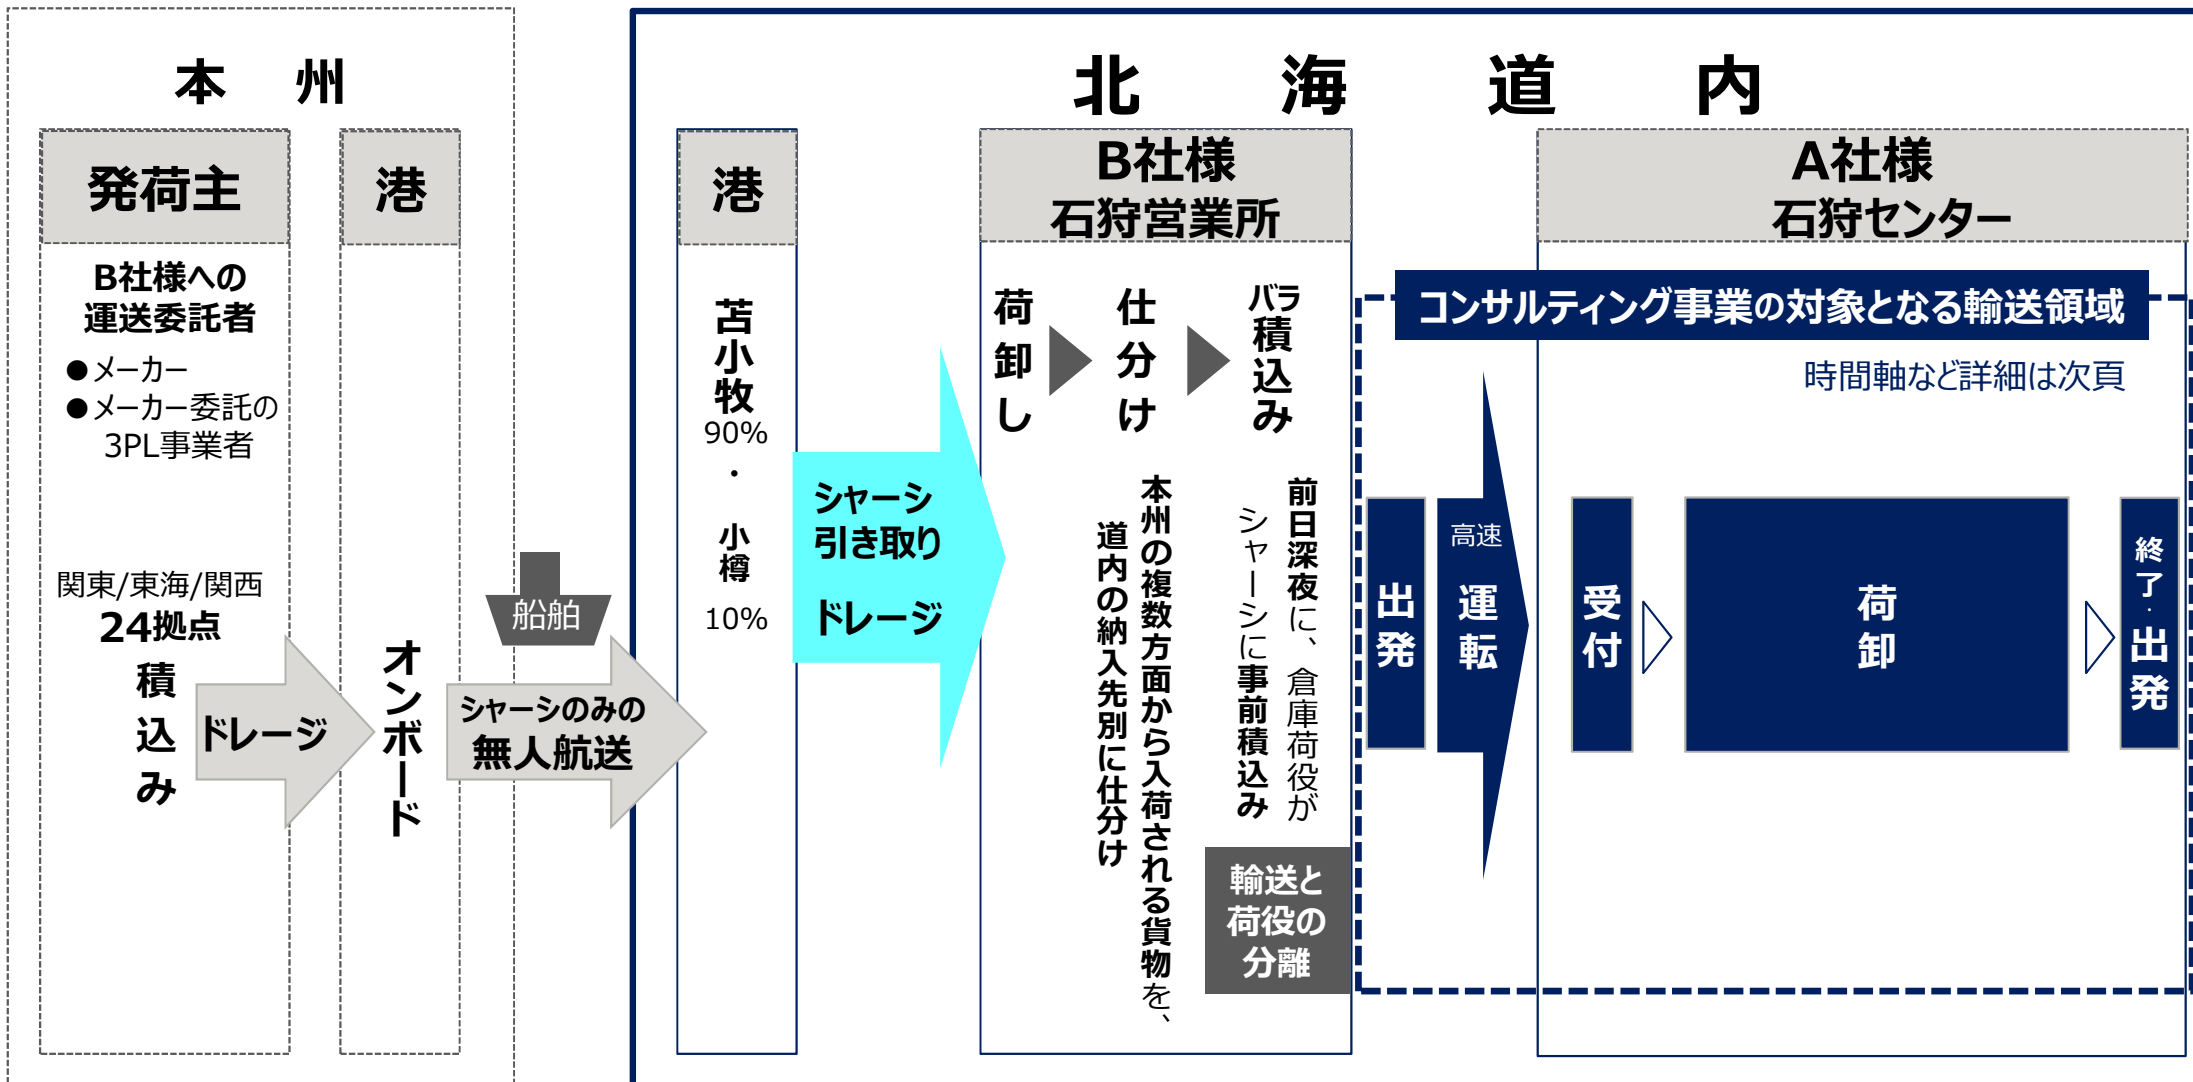 本州
発荷主
B社様への
運送委託者
●メーカー
●メーカー委託の
3PL事業者
関東/東海/関西
24拠点
積込み
ドレージ
港
オンボード
船舶
シャーシのみの
無人航送
北海道内
港
苫小牧
90%
・
小樽
10%
シャーシ
引き取り
ドレージ
B社様
石狩営業所
荷卸し
仕分け
バラ
積込み
本州の複数方面から入荷される貨物を、
道内の納入先別に仕分け
前日深夜に、倉庫荷役が
シャーシに事前積込み
輸送と
荷役の
分離
A社様
石狩センター
コンサルティング事業の対象となる輸送領域
時間軸など詳細は次頁
出発
高速
運転
受付
荷卸
終了・出発